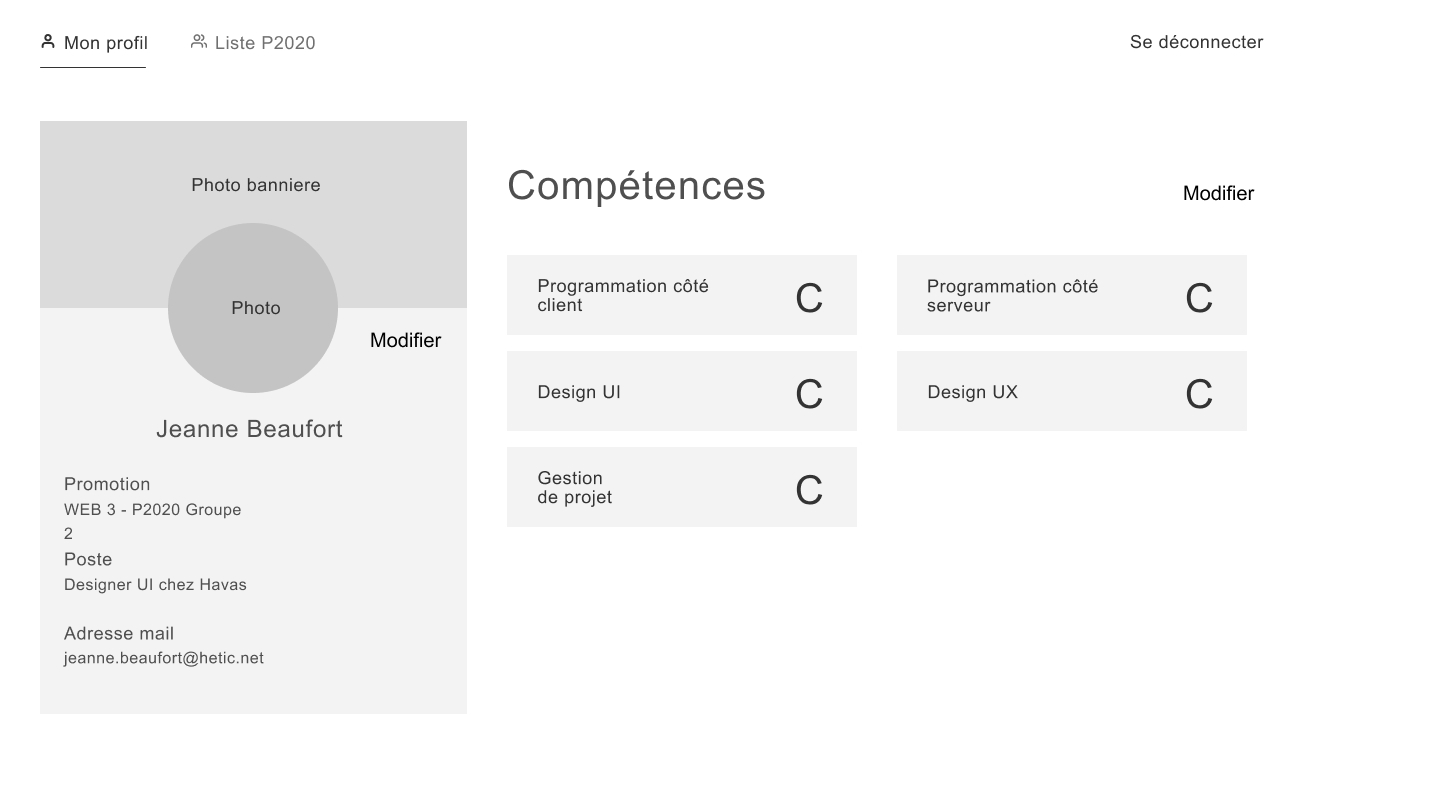 Mon profil
Liste P2020
Se déconnecter
Photo banniere
Photo
Modifier
Jeanne Beaufort
Promotion
WEB 3 - P2020 Groupe
2
Poste
Designer UI chez Havas
Adresse mail
jeanne.beaufort@hetic.net
Compétences
Modifier
Programmation côté
client
C
Programmation côté
serveur
C
Design UI
C
Design UX
C
Gestion
de projet
C